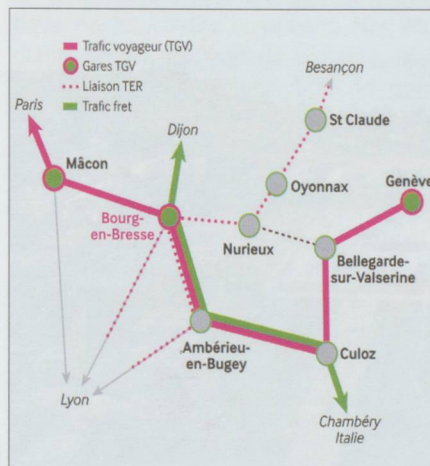 Trafic voyageur (TGV)
Gares TGV
Liaison TER
Trafic fret
Besançon
Paris
Dijon
St Claude
Mâcon
Oyonnax
Genève
Bourg-
en-Bresse
Nurieux
Bellegarde-
sur-Valserine
Ambérieu-
en-Bugey
Culoz
Lyon
Chambéry
Italie